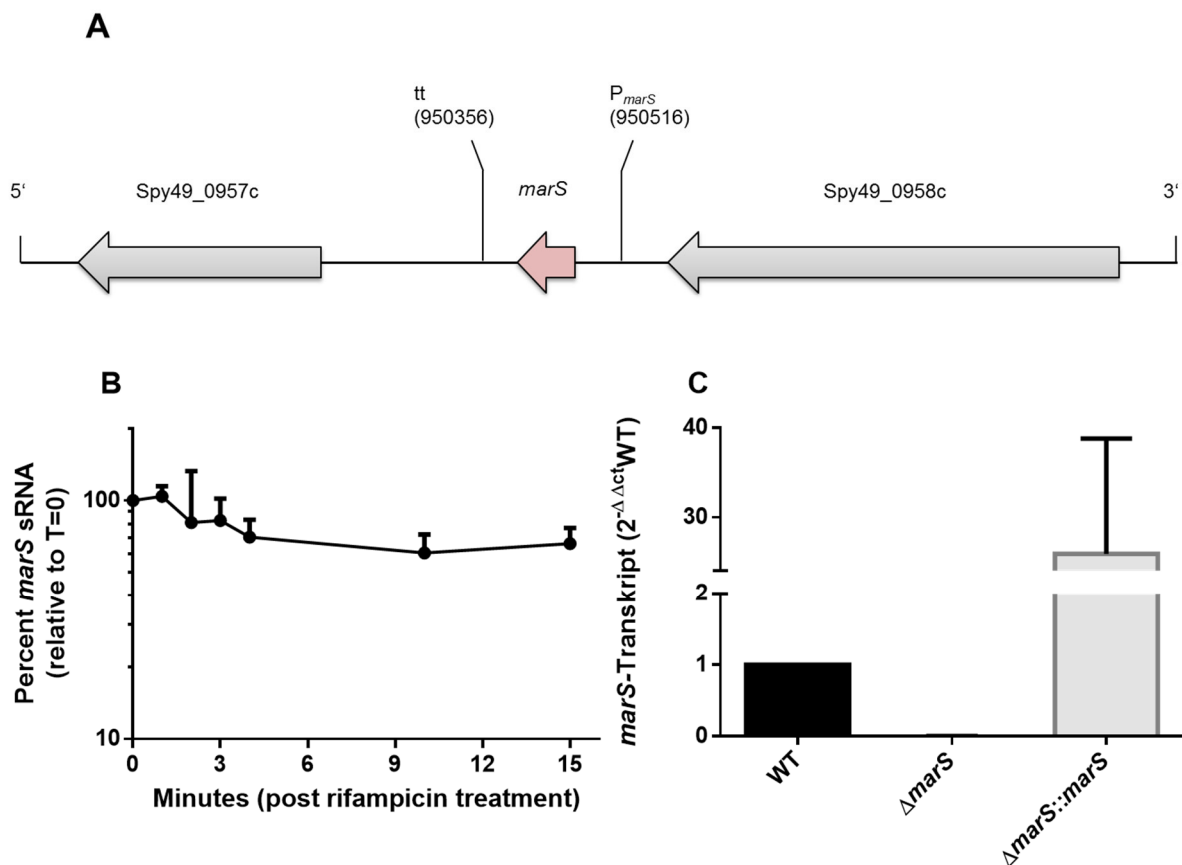 A
tt
(950356)
PmarS
(950516)
5‘
Spy49_0957c
marS
Spy49_0958c
3‘
B
Percent marS sRNA
(relative to T=0)
100
10
0
3
6
9
12
15
Minutes (post rifampicin treatment)
C
marS-Transkript (2-Δ ΔctWT)
40
30
2
1
0
WT
ΔmarS
ΔmarS::marS